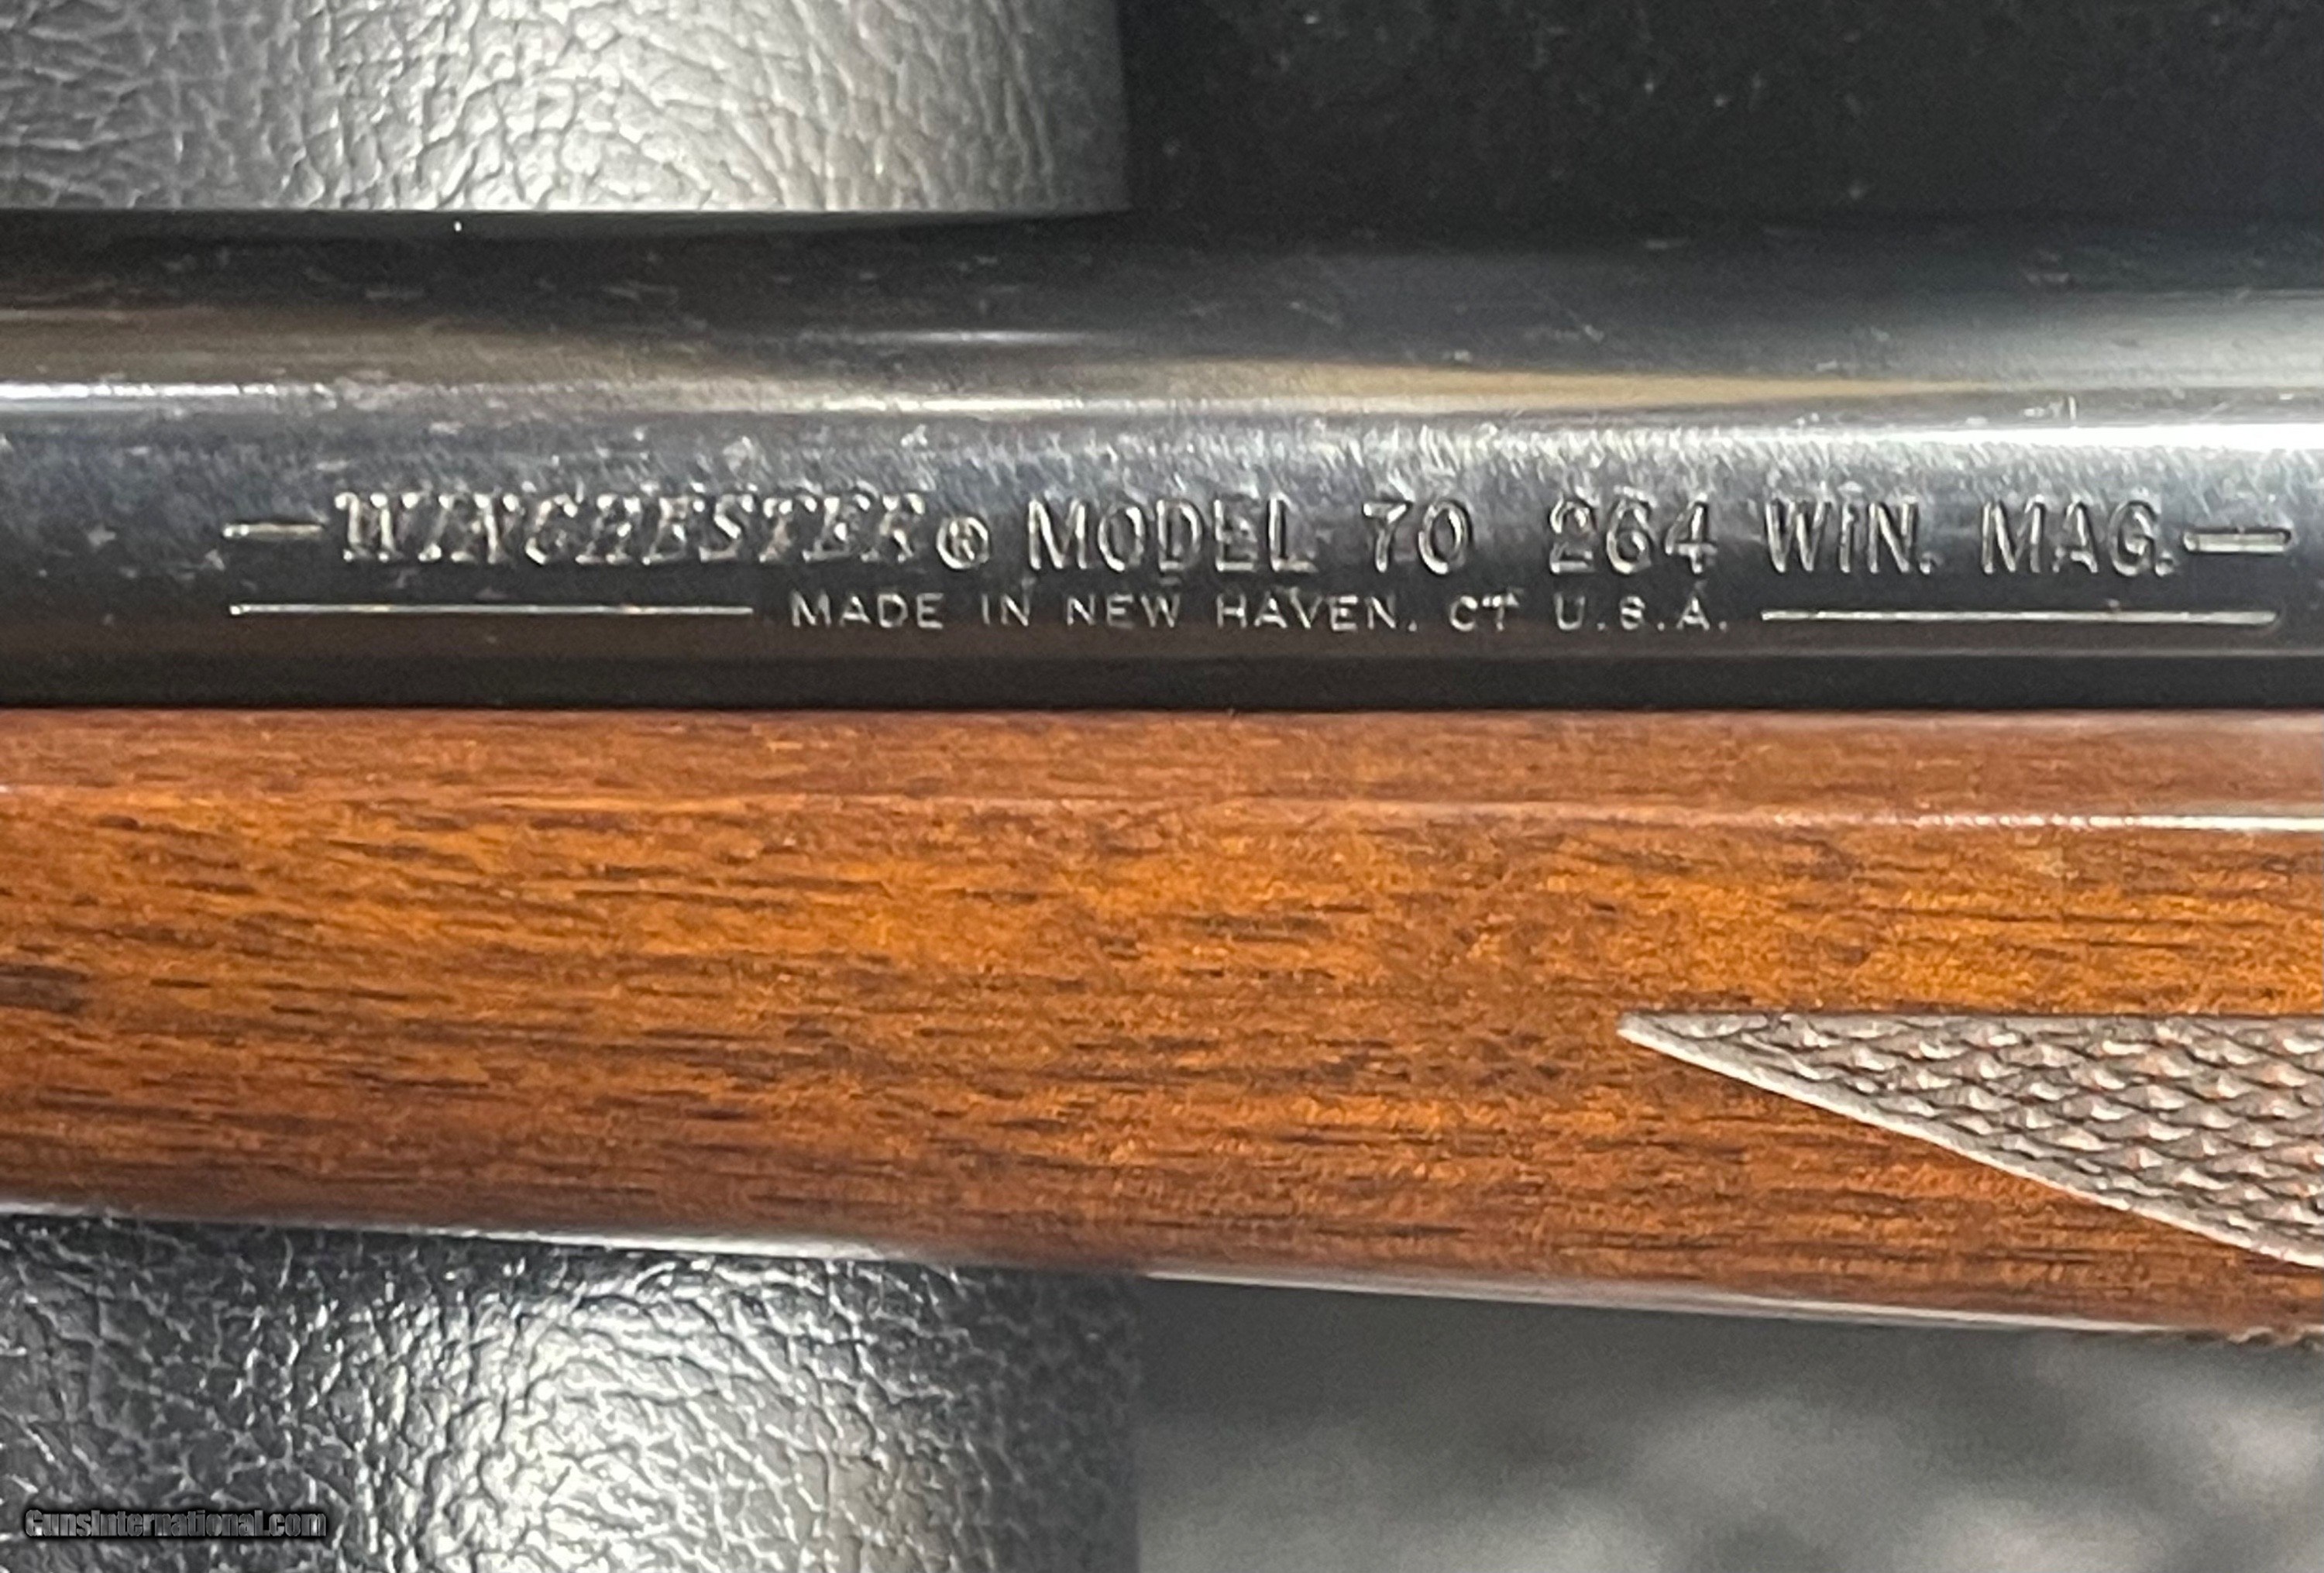 WINCHESTER® MODEL 70 264 WIN. MAG.
MADE IN NEW HAVEN, CT U.S.A.
GunsInternational.com